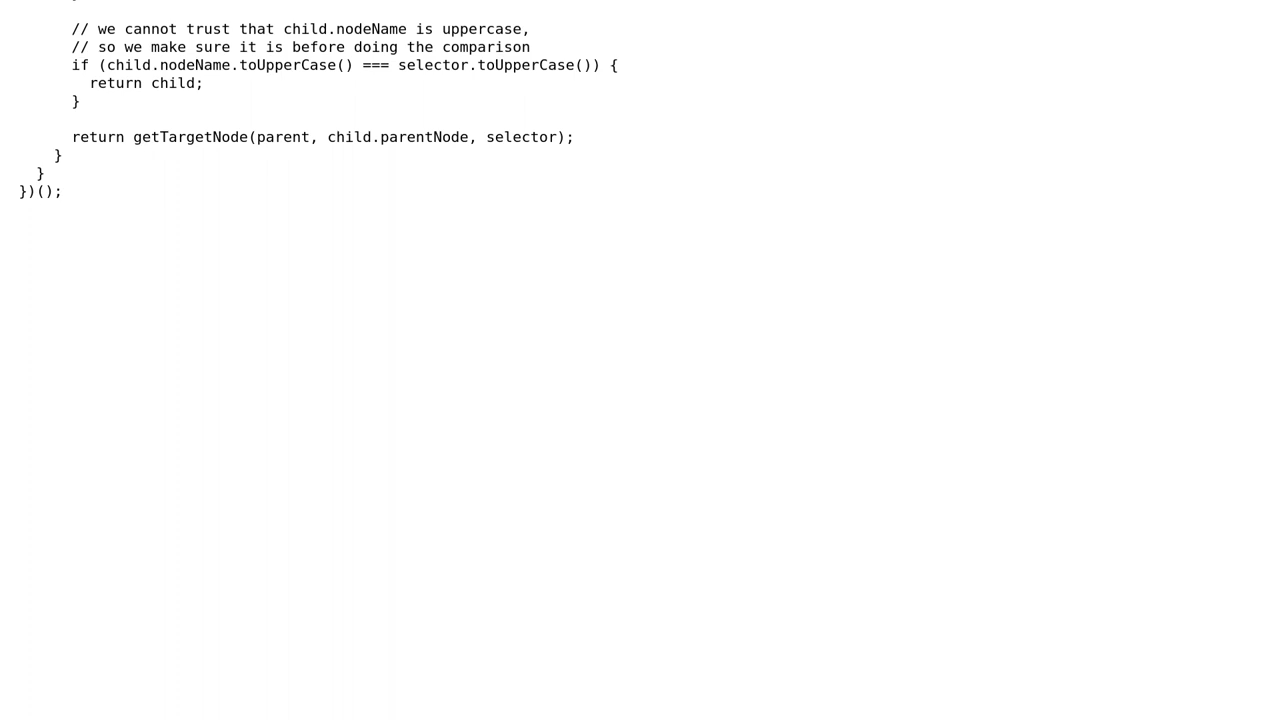 // we cannot trust that child.nodeName is uppercase,
// so we make sure it is before doing the comparison
if (child.nodeName.toUpperCase() === selector.toUpperCase()) {
return child;
}
return getTargetNode(parent, child.parentNode, selector);
}
}
})();